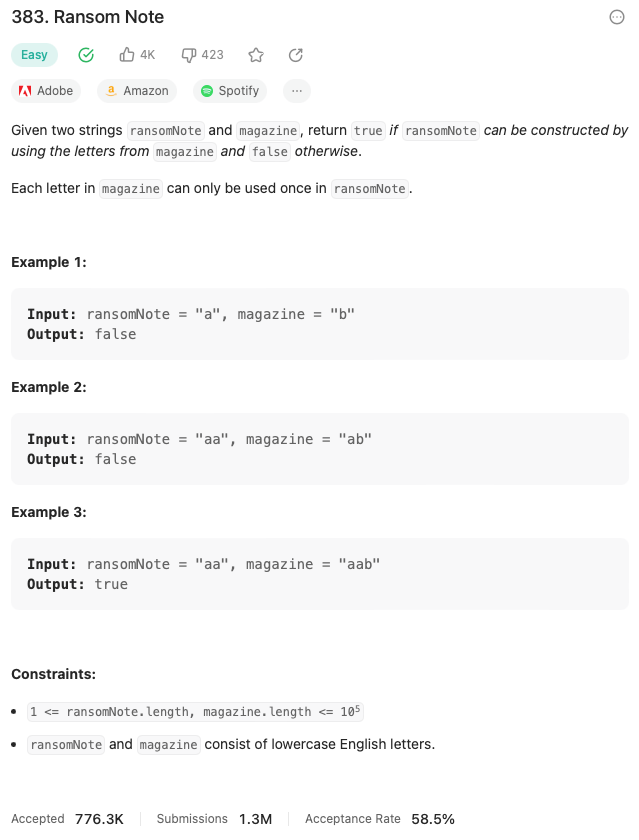 383. Ransom Note
Easy 4K 423
Adobe Amazon Spotify ...
Given two strings ransomNote and magazine, return true if ransomNote can be constructed by
using the letters from magazine and false otherwise.
Each letter in magazine can only be used once in ransomNote.
Example 1:
Input: ransomNote = "a", magazine = "b"
Output: false
Example 2:
Input: ransomNote = "aa", magazine = "ab"
Output: false
Example 3:
Input: ransomNote = "aa", magazine = "aab"
Output: true
Constraints:
• 1 <= ransomNote.length, magazine.length <= 10⁵
• ransomNote and magazine consist of lowercase English letters.
Accepted 776.3K Submissions 1.3M Acceptance Rate 58.5%